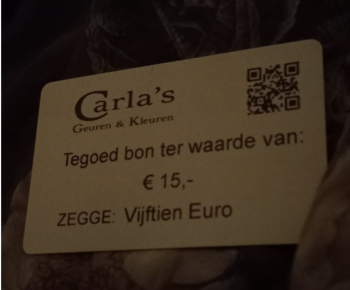 Carla's
Geuren & Kleuren
Tegoed bon ter waarde van:
€ 15,-
ZEGGE: Vijftien Euro